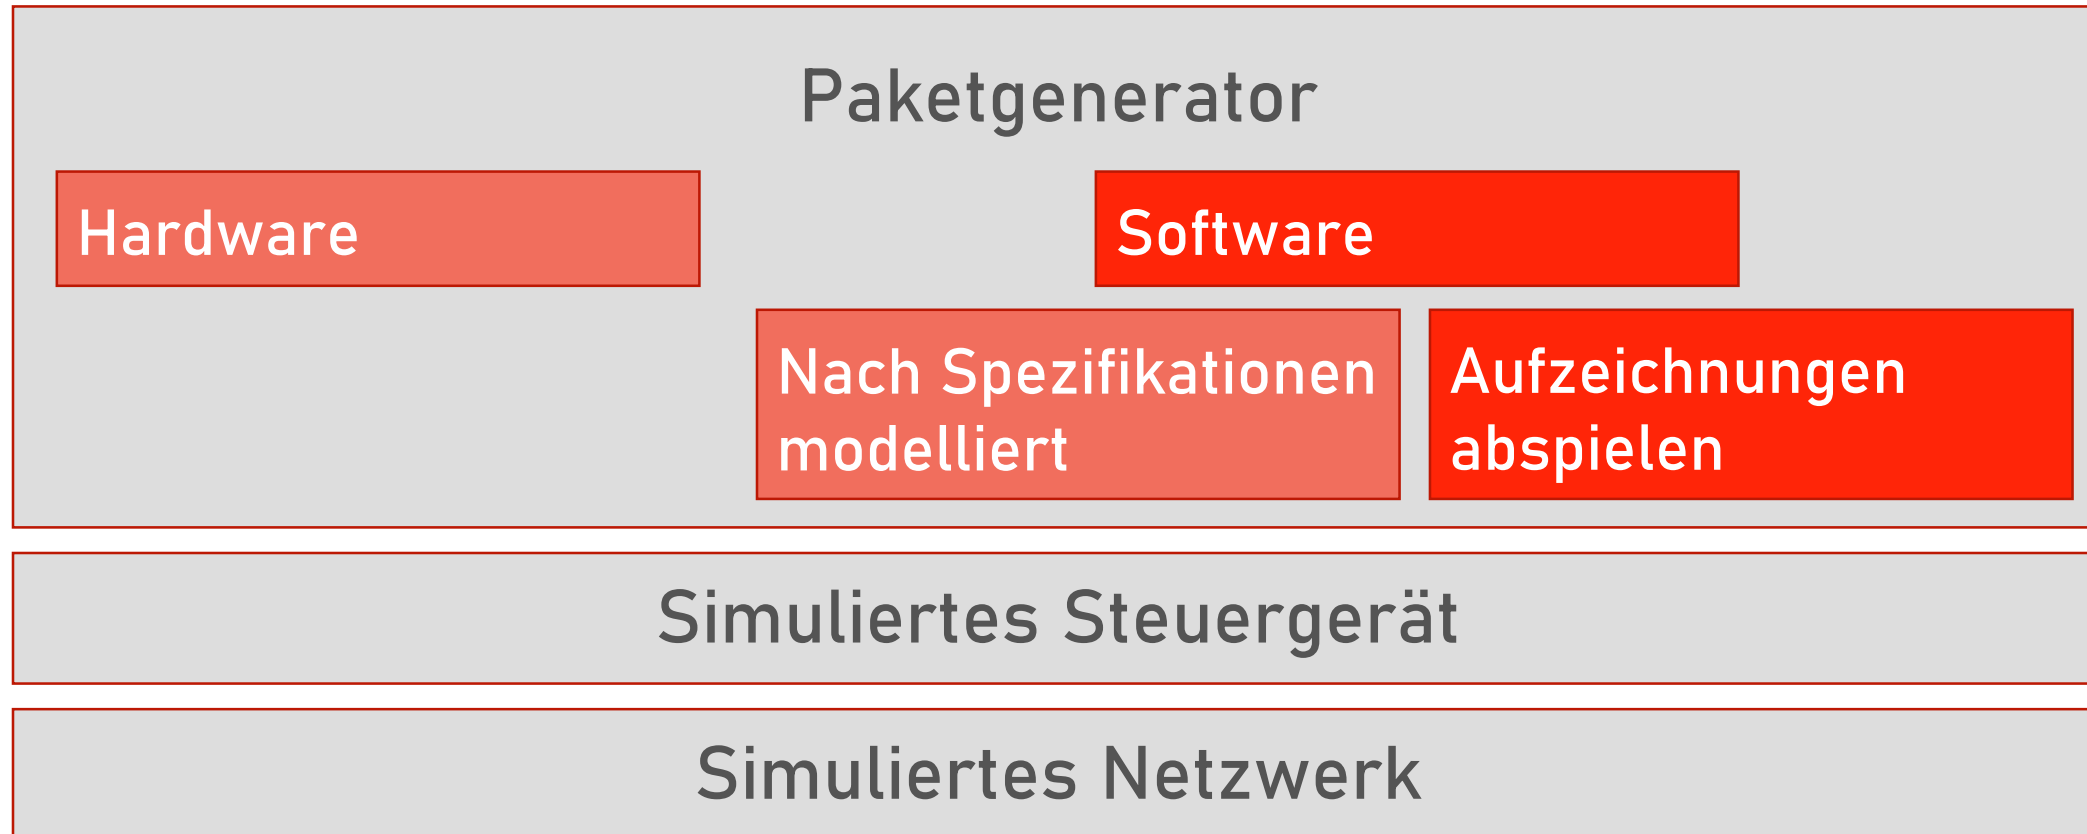 Paketgenerator
Hardware
Software
Nach Spezifikationen
modelliert
Aufzeichnungen
abspielen
Simuliertes Steuergerät
Simuliertes Netzwerk